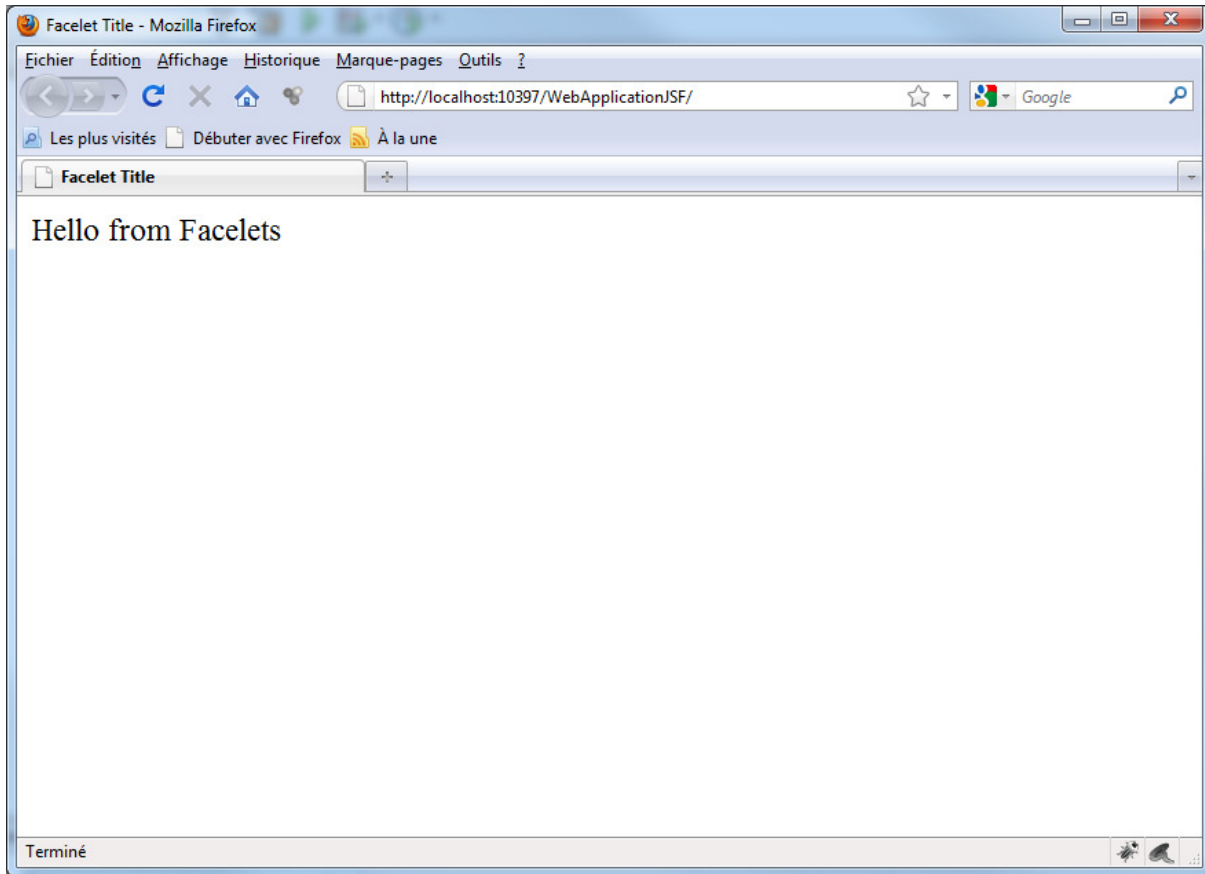 Facelet Title - Mozilla Firefox
Fichier Édition Affichage Historique Marque-pages Outils ?
http://localhost:10397/WebApplicationJSF/ Google
Les plus visités Débuter avec Firefox À la une
Facelet Title
Hello from Facelets
Terminé